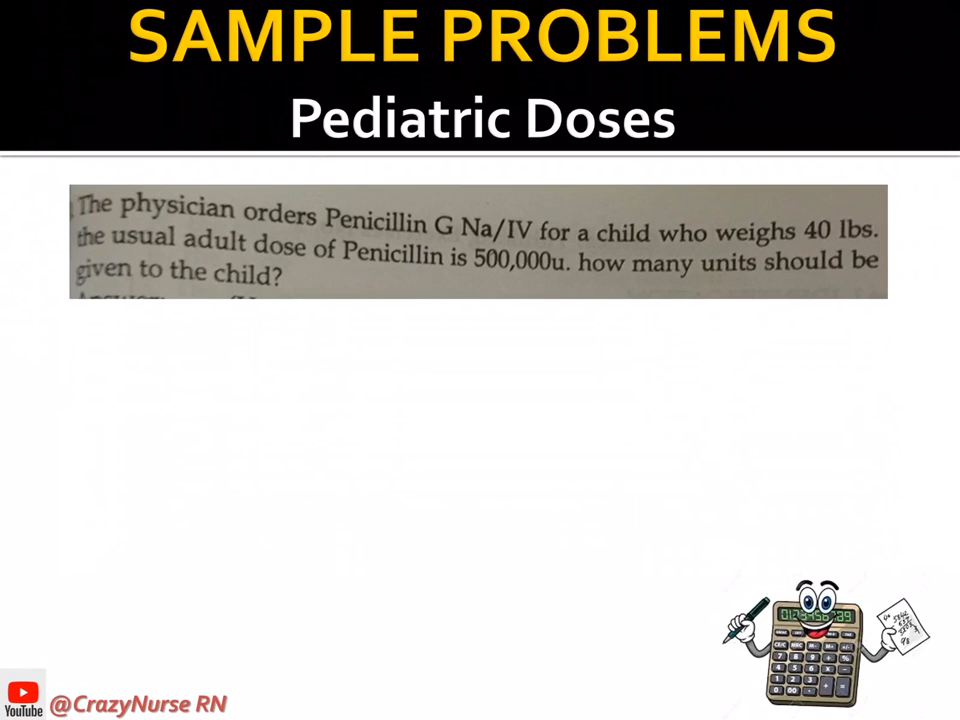 SAMPLE PROBLEMS
Pediatric Doses
The physician orders Penicillin G Na/IV for a child who weighs 40 lbs.
the usual adult dose of Penicillin is 500,000u. how many units should be
given to the child?
YouTube
@CrazyNurse RN